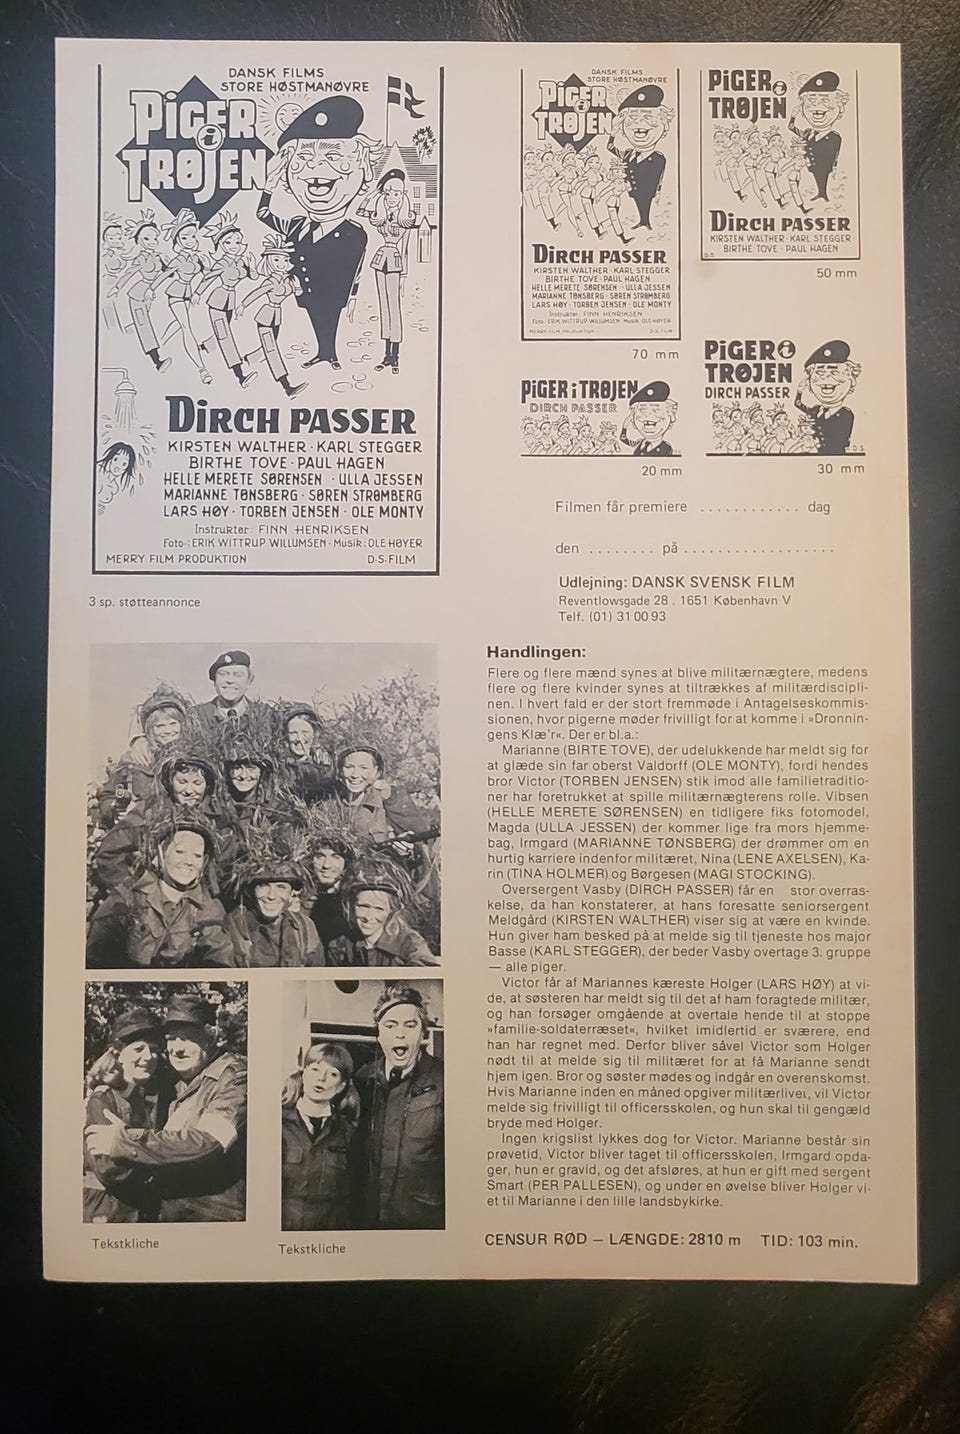 DANSK FILMS
STORE HØSTMANØVRE
PIGER
i
TRØJEN
DIRCH PASSER
KIRSTEN WALTHER · KARL STEGGER
BIRTHE TOVE · PAUL HAGEN
HELLE MERETE SØRENSEN · ULLA JESSEN
MARIANNE TØNSBERG · SØREN STRØMBERG
LARS HØY · TORBEN JENSEN · OLE MONTY
Instruktør: FINN HENRIKSEN
Foto: ERIK WITTRUP WILLUMSEN - Musik: OLE HØYER
MERRY FILM PRODUKTION D-S-FILM
3 sp. støtteannonce
DANSK FILMS
STORE HØSTMANØVRE
PIGER
i
TRØJEN
DIRCH PASSER
KIRSTEN WALTHER · KARL STEGGER
BIRTHE TOVE · PAUL HAGEN
HELLE MERETE SØRENSEN · ULLA JESSEN
MARIANNE TØNSBERG · SØREN STRØMBERG
LARS HØY · TORBEN JENSEN · OLE MONTY
Instruktør: FINN HENRIKSEN
Foto: ERIK WITTRUP WILLUMSEN - Musik: OLE HØYER
MERRY FILM PRODUKTION D-S-FILM
70 mm
PIGER i
TRØJEN
DIRCH PASSER
KIRSTEN WALTHER · KARL STEGGER
BIRTHE TOVE · PAUL HAGEN
D.S.
50 mm
PIGER i TRØJEN
DIRCH PASSER
20 mm
PIGER i
TRØJEN
DIRCH PASSER
D.S.
30 mm
Filmen får premiere . . . . . . . . . . . . dag
den . . . . . . . . på . . . . . . . . . . . . . . . . . .
Udlejning: DANSK SVENSK FILM
Reventlowsgade 28 . 1651 København V
Telf. (01) 31 00 93
Handlingen:
Flere og flere mænd synes at blive militærnægtere, medens
flere og flere kvinder synes at tiltrækkes af militærdiscipli-
nen. I hvert fald er der stort fremmøde i Antagelseskommis-
sionen, hvor pigerne møder frivilligt for at komme i »Dronnin-
gens Klæ'r«. Der er bl.a.:
Marianne (BIRTE TOVE), der udelukkende har meldt sig for
at glæde sin far oberst Valdorff (OLE MONTY), fordi hendes
bror Victor (TORBEN JENSEN) stik imod alle familietraditio-
ner har foretrukket at spille militærnægterens rolle. Vibsen
(HELLE MERETE SØRENSEN) en tidligere fiks fotomodel,
Magda (ULLA JESSEN) der kommer lige fra mors hjemme-
bag, Irmgard (MARIANNE TØNSBERG) der drømmer om en
hurtig karriere indenfor militæret, Nina (LENE AXELSEN), Ka-
rin (TINA HOLMER) og Børgesen (MAGI STOCKING).
Oversergent Vasby (DIRCH PASSER) får en stor overras-
kelse, da han konstaterer, at hans foresatte seniorsergent
Meldgård (KIRSTEN WALTHER) viser sig at være en kvinde.
Hun giver ham besked på at melde sig til tjeneste hos major
Basse (KARL STEGGER), der beder Vasby overtage 3. gruppe
— alle piger.
Victor får af Mariannes kæreste Holger (LARS HØY) at vi-
de, at søsteren har meldt sig til det af ham foragtede militær,
og han forsøger omgående at overtale hende til at stoppe
»familie-soldaterræset«, hvilket imidlertid er sværere, end
han har regnet med. Derfor bliver såvel Victor som Holger
nødt til at melde sig til militæret for at få Marianne sendt
hjem igen. Bror og søster mødes og indgår en overenskomst.
Hvis Marianne inden en måned opgiver militærlivet, vil Victor
melde sig frivilligt til officersskolen, og hun skal til gengæld
bryde med Holger.
Ingen krigslist lykkes dog for Victor. Marianne består sin
prøvetid, Victor bliver taget til officersskolen, Irmgard opda-
ger, hun er gravid, og det afsløres, at hun er gift med sergent
Smart (PER PALLESEN), og under en øvelse bliver Holger vi-
et til Marianne i den lille landsbykirke.
CENSUR RØD – LÆNGDE: 2810 m TID: 103 min.
Tekstkliche
Tekstkliche